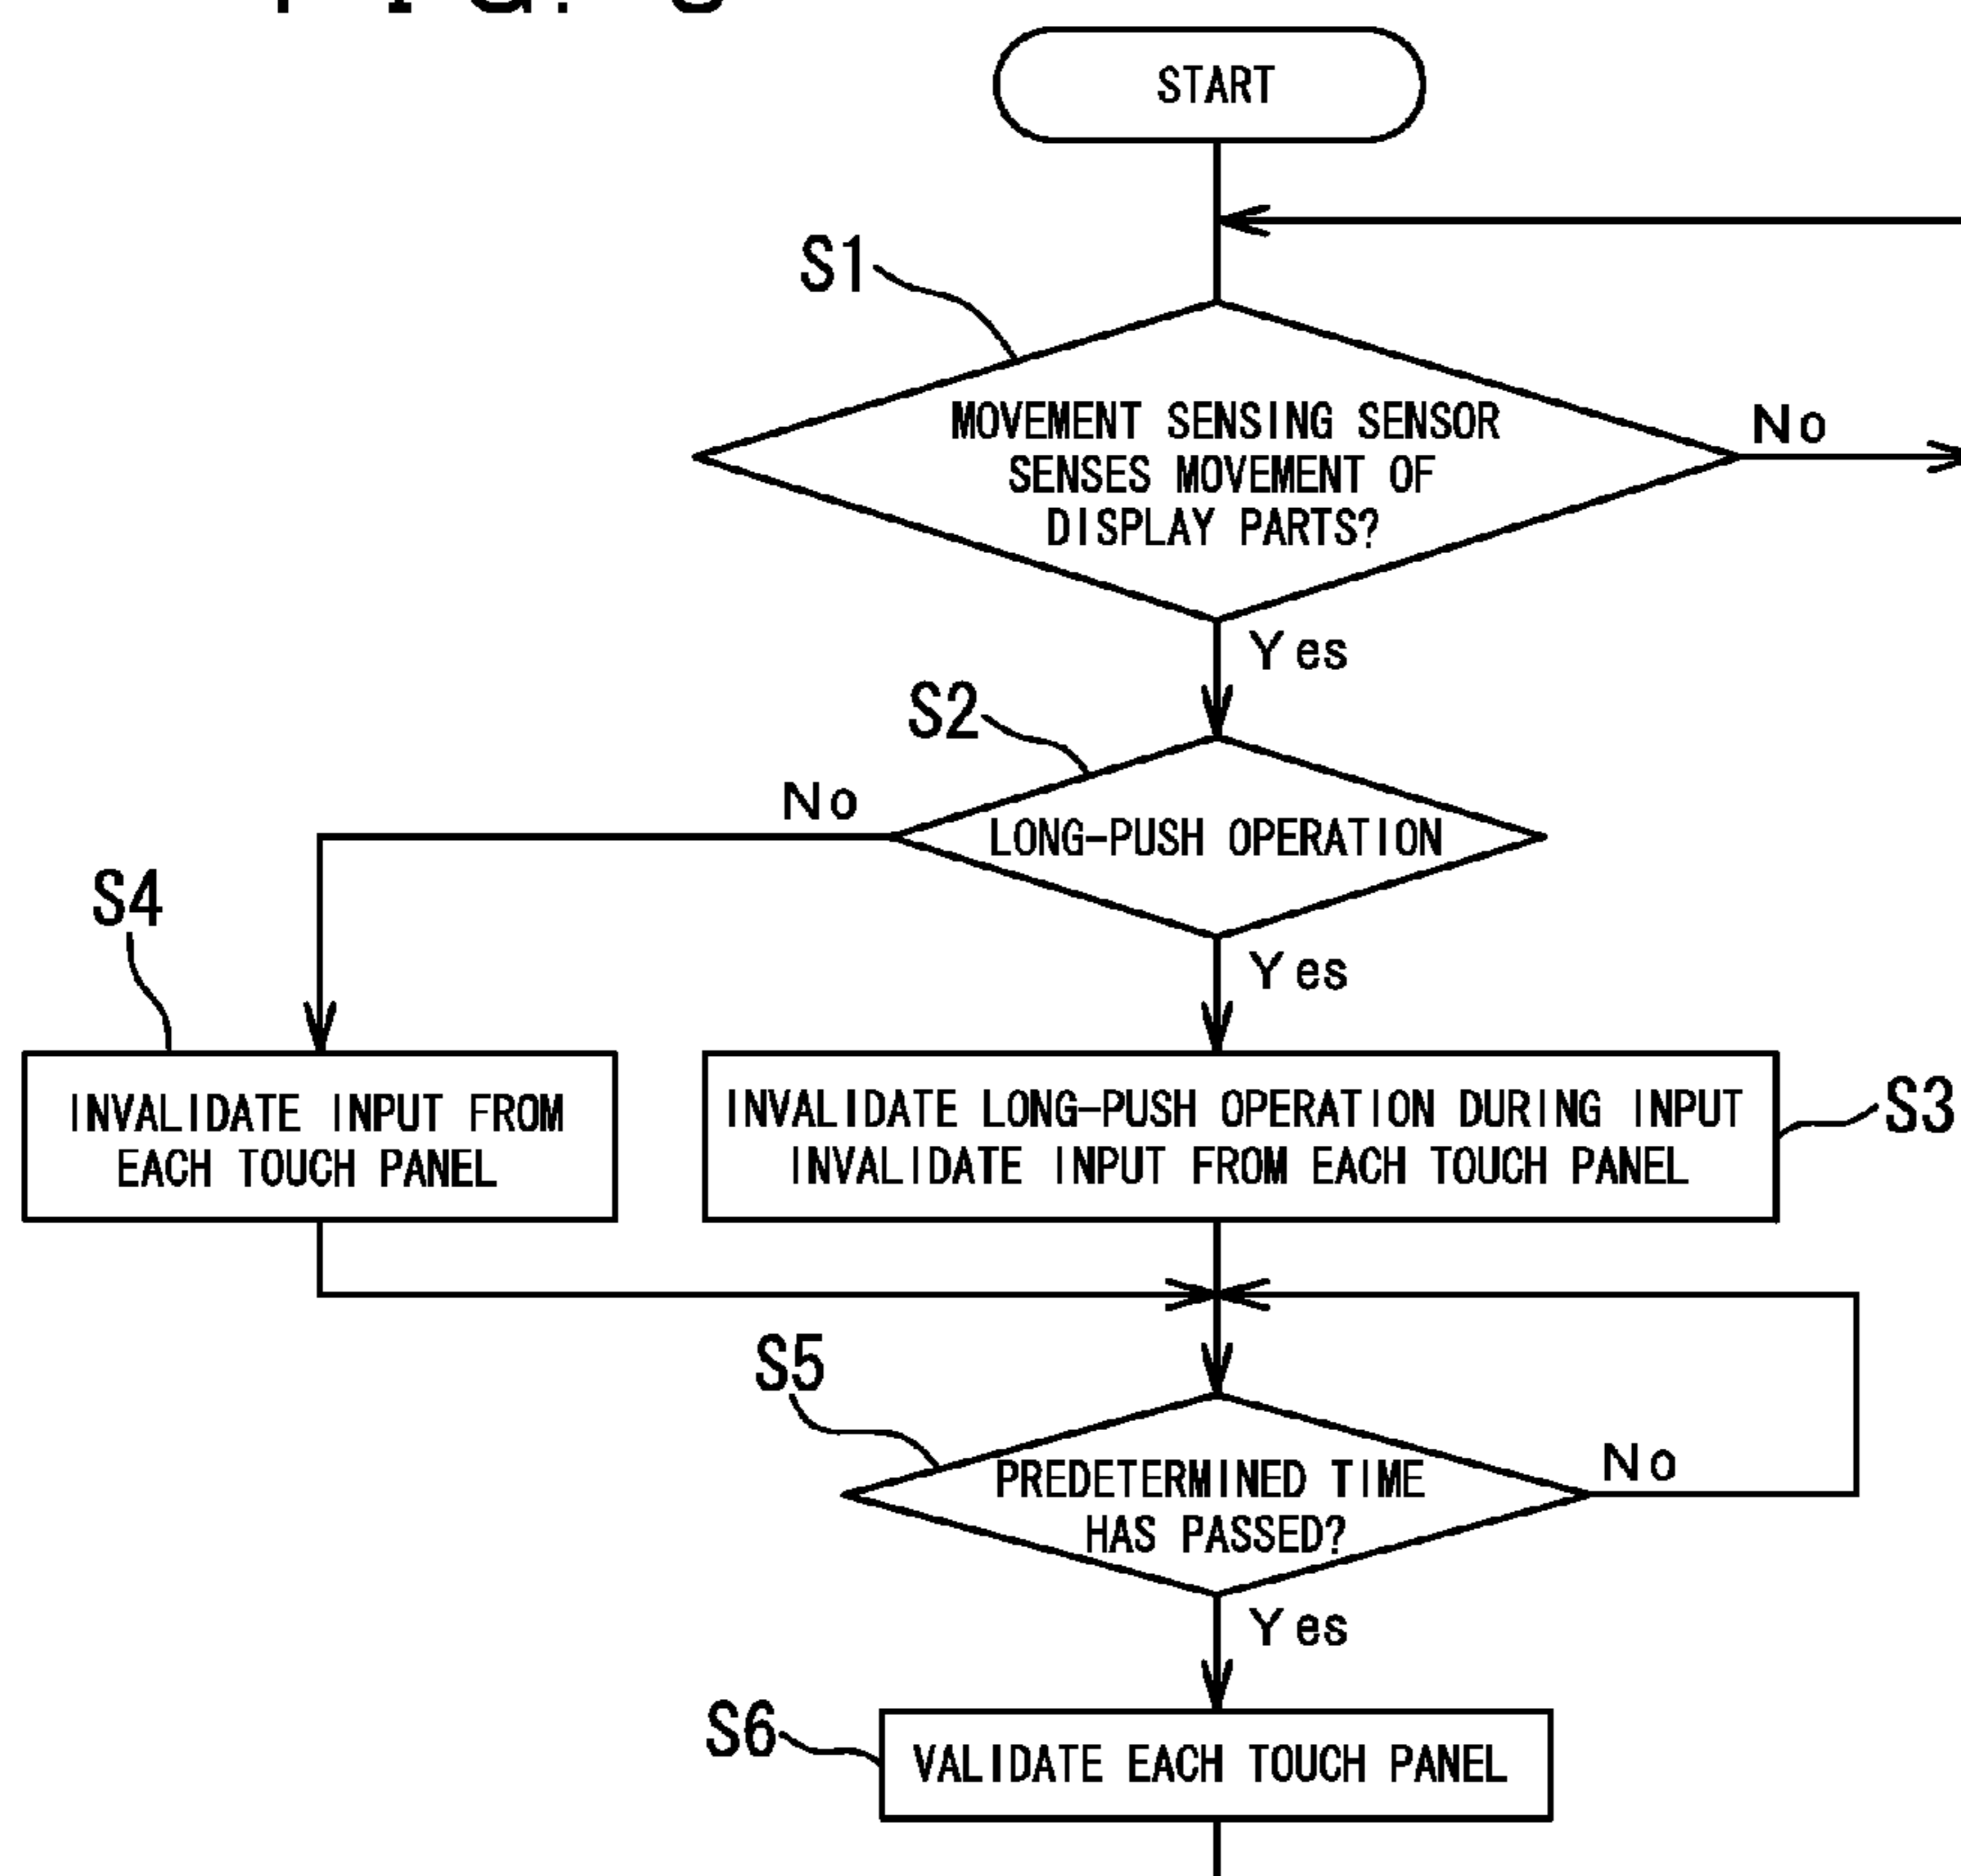 START
S1
MOVEMENT SENSING SENSOR
SENSES MOVEMENT OF
DISPLAY PARTS?
No
Yes
S2
No
LONG-PUSH OPERATION
Yes
S4
INVALIDATE INPUT FROM
EACH TOUCH PANEL
INVALIDATE LONG-PUSH OPERATION DURING INPUT
INVALIDATE INPUT FROM EACH TOUCH PANEL
S3
S5
PREDETERMINED TIME
HAS PASSED?
No
Yes
S6
VALIDATE EACH TOUCH PANEL